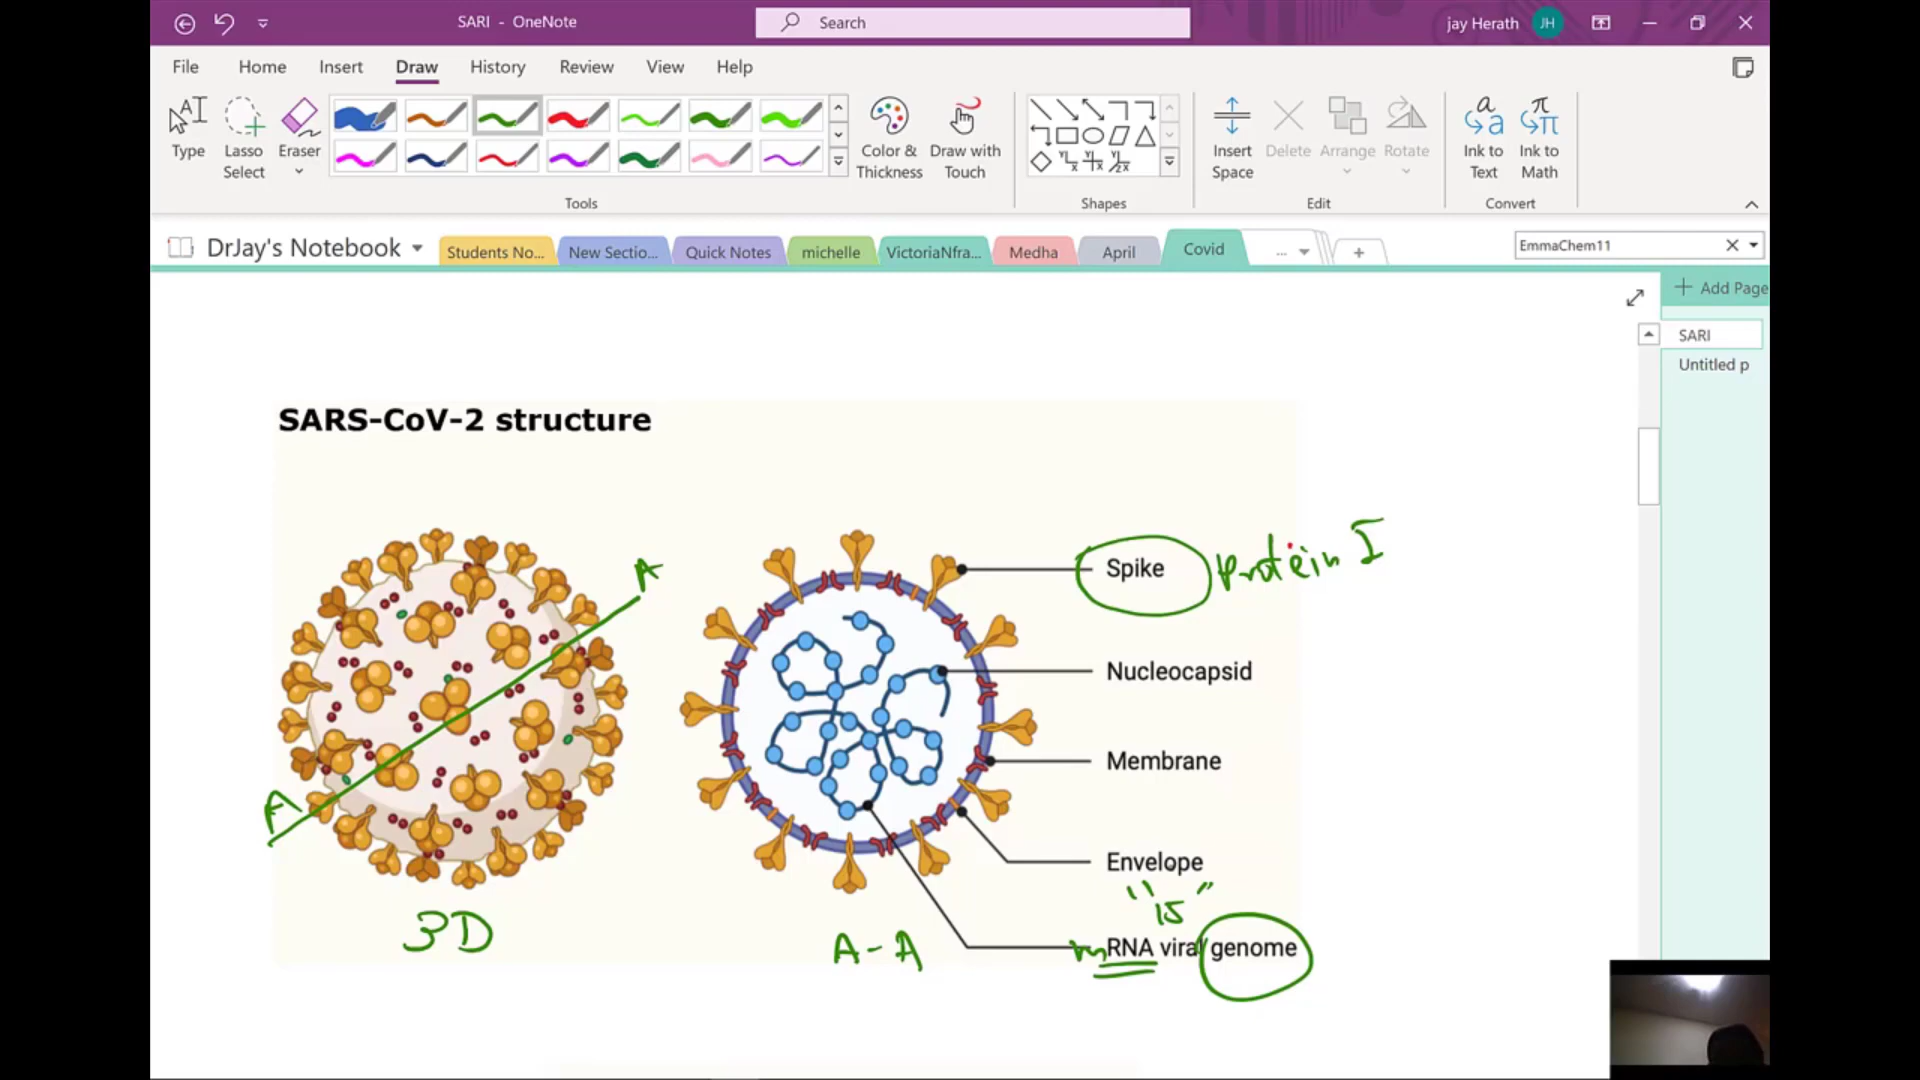 SARI - OneNote
Search
jay Herath JH
File Home Insert Draw History Review View Help
Type
Lasso Select
Eraser
Color & Thickness
Draw with Touch
Insert Space
Delete
Arrange
Rotate
Ink to Text
Ink to Math
Tools Shapes Edit Convert
DrJay's Notebook
Students No... New Sectio... Quick Notes michelle VictoriaNfra... Medha April Covid ... +
EmmaChem11
Add Page
SARI
Untitled p
SARS-CoV-2 structure
A
Spike protein I
Nucleocapsid
Membrane
A
Envelope
"15"
3D
A-A
mRNA viral genome